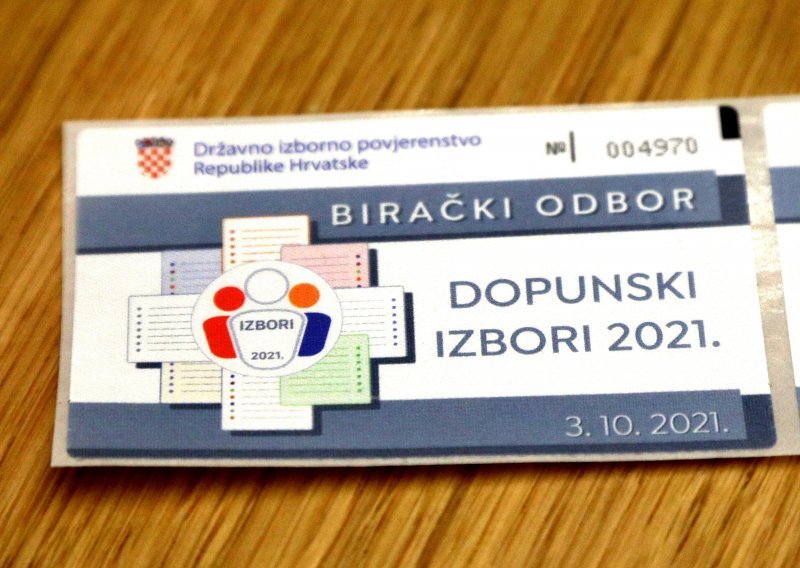 Državno izborno povjerenstvo
Republike Hrvatske
№ 004970
BIRAČKI ODBOR
DOPUNSKI
IZBORI 2021.
IZBORI
2021.
3. 10. 2021.